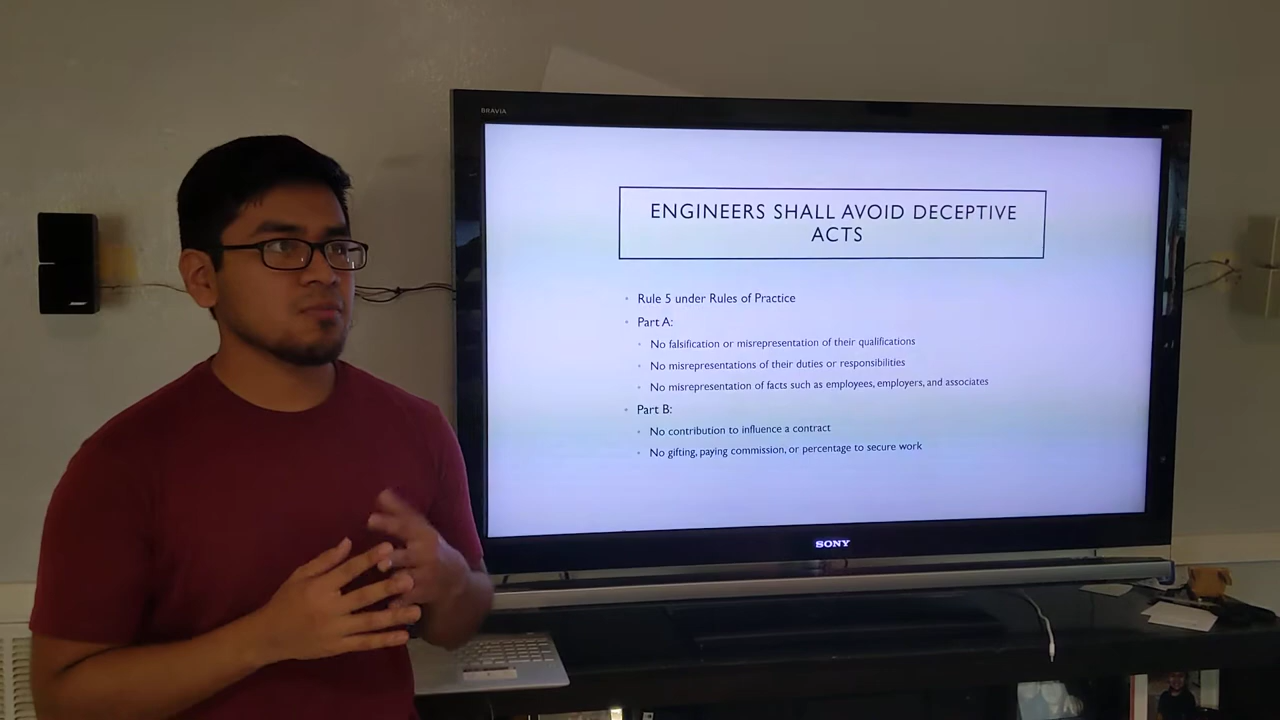 BRAVIA
ENGINEERS SHALL AVOID DECEPTIVE
ACTS
Rule 5 under Rules of Practice
Part A:
No falsification or misrepresentation of their qualifications
No misrepresentations of their duties or responsibilities
No misrepresentation of facts such as employees, employers, and associates
Part B:
No contribution to influence a contract
No gifting, paying commission, or percentage to secure work
SONY
BOSE